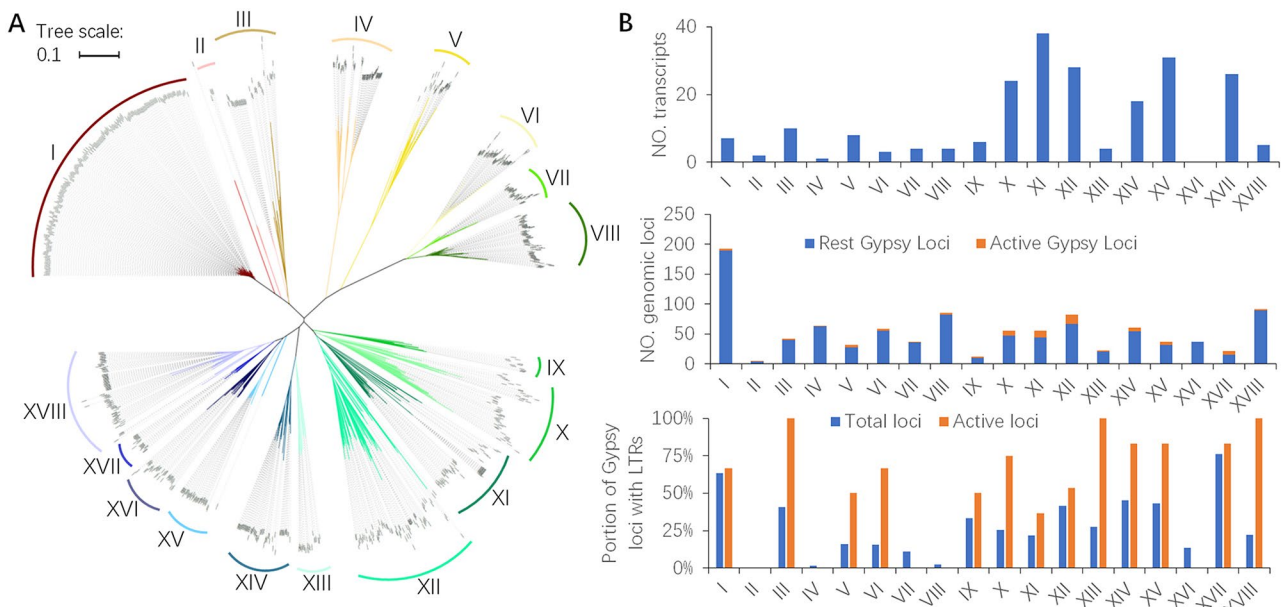 A
Tree scale:
0.1
I
II
III
IV
V
VI
VII
VIII
IX
X
XI
XII
XIII
XIV
XV
XVI
XVII
XVIII
B
NO. transcripts
40
20
0
I II III IV V VI VII VIII IX X XI XII XIII XIV XV XVI XVII XVIII
NO. genomic loci
250
200
150
100
50
0
Rest Gypsy Loci Active Gypsy Loci
I II III IV V VI VII VIII IX X XI XII XIII XIV XV XVI XVII XVIII
Portion of Gypsy
loci with LTRs
100%
75%
50%
25%
0%
Total loci Active loci
I II III IV V VI VII VIII IX X XI XII XIII XIV XV XVI XVII XVIII